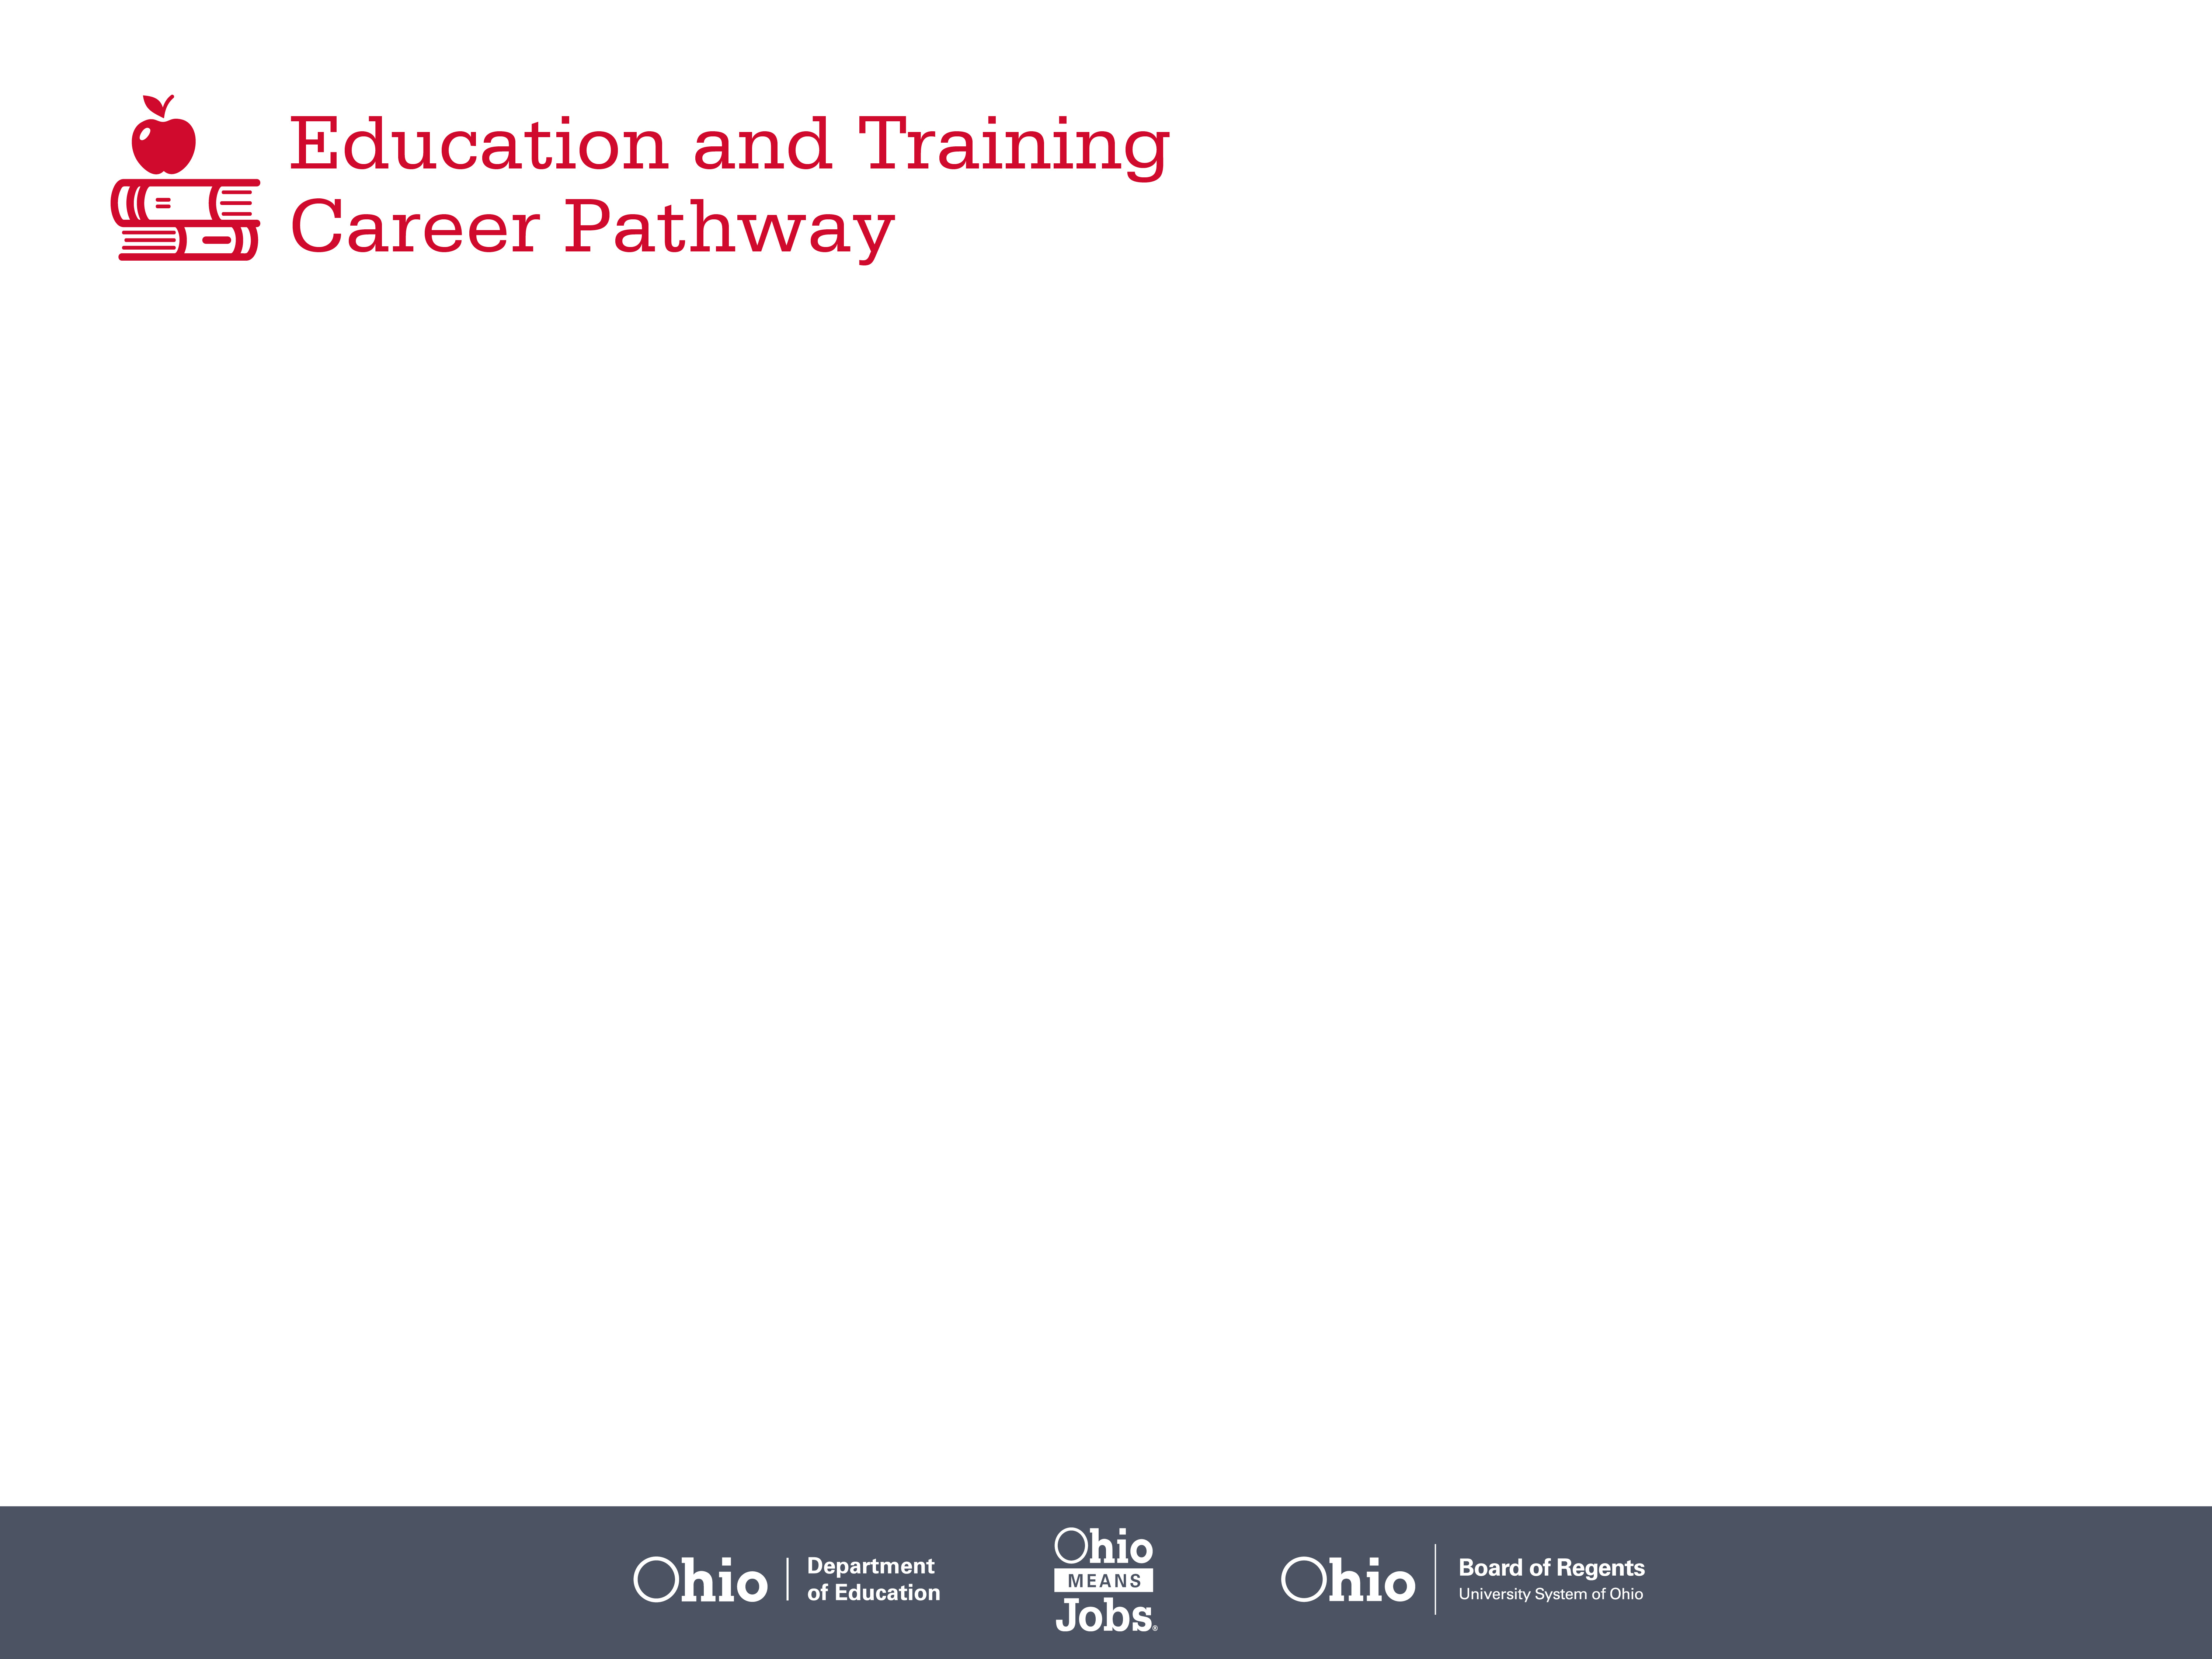 Education and Training
Career Pathway
Ohio
Department
of Education
Ohio
MEANS
Jobs®
Ohio
Board of Regents
University System of Ohio